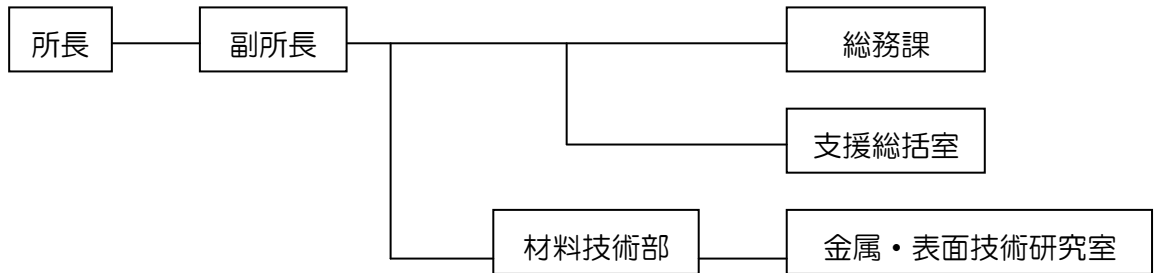 所長
副所長
総務課
支援総括室
材料技術部
金属・表面技術研究室